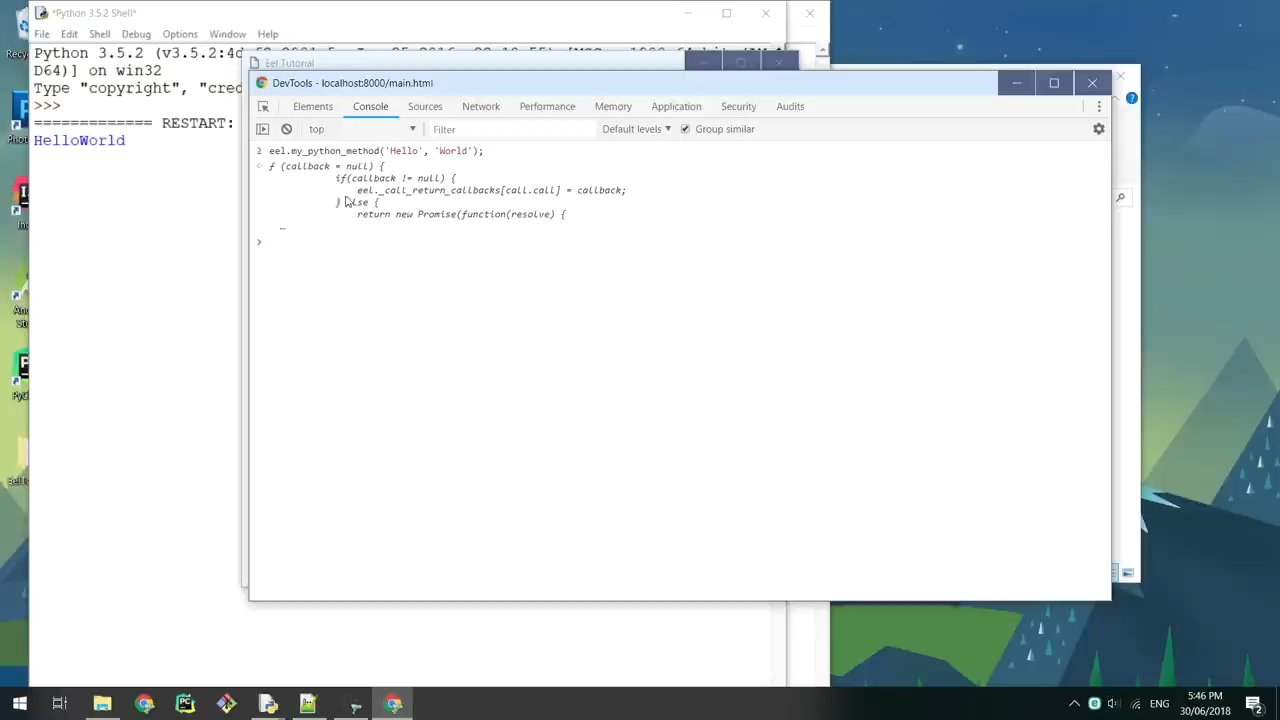 *Python 3.5.2 Shell*
File Edit Shell Debug Options Window Help
Python 3.5.2 (v3.5.2:4d
D64)] on win32
Type "copyright", "cred
>>>
============= RESTART:
HelloWorld
Eel Tutorial
DevTools - localhost:8000/main.html
Elements Console Sources Network Performance Memory Application Security Audits
top Filter Default levels Group similar
eel.my_python_method('Hello', 'World');
f (callback = null) {
if(callback != null) {
eel._call_return_callbacks[call.call] = callback;
} else {
return new Promise(function(resolve) {
…
>
ENG
5:46 PM
30/06/2018
2